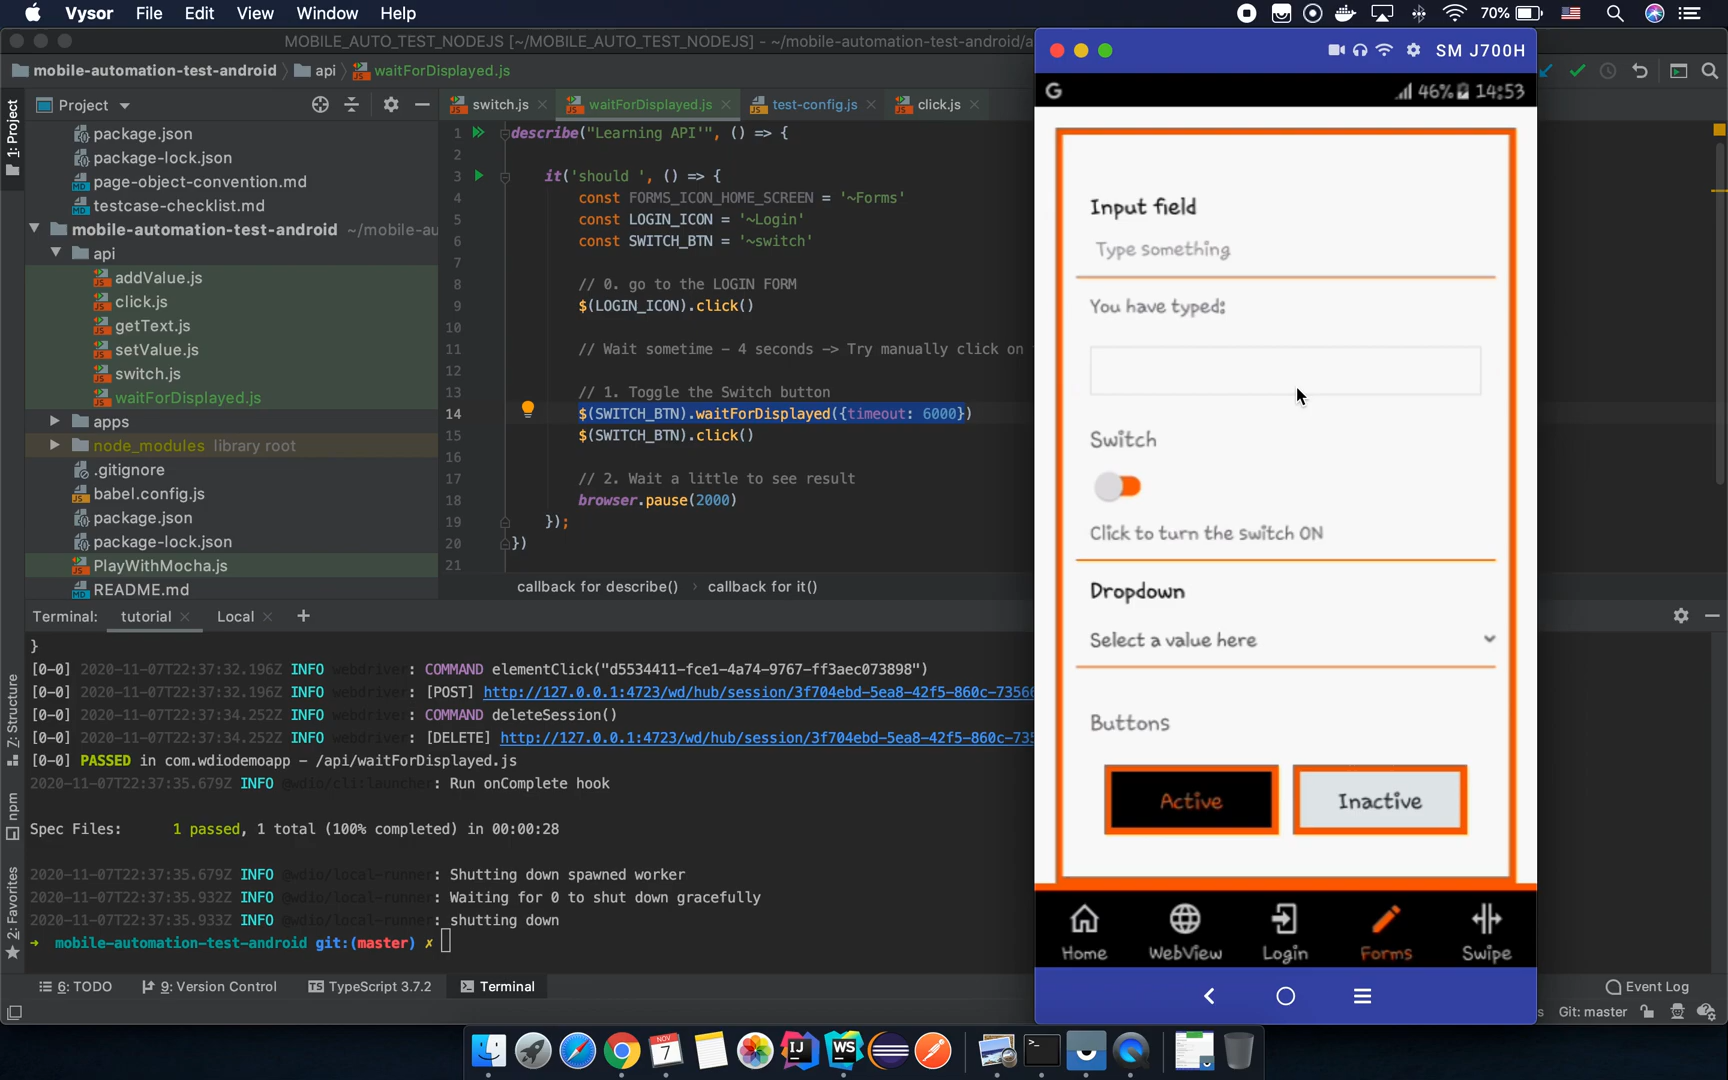 Vysor File Edit View Window Help
70%
MOBILE_AUTO_TEST_NODEJS [~/MOBILE_AUTO_TEST_NODEJS] - ~/mobile-automation-test-android/a
mobile-automation-test-android api waitForDisplayed.js
Project
switch.js waitForDisplayed.js test-config.js click.js
1: Project
package.json
package-lock.json
page-object-convention.md
testcase-checklist.md
mobile-automation-test-android ~/mobile-au
api
addValue.js
click.js
getText.js
setValue.js
switch.js
waitForDisplayed.js
apps
node_modules library root
.gitignore
babel.config.js
package.json
package-lock.json
PlayWithMocha.js
README.md
1 describe("Learning API'", () => {
2
3 it('should ', () => {
4 const FORMS_ICON_HOME_SCREEN = '~Forms'
5 const LOGIN_ICON = '~Login'
6 const SWITCH_BTN = '~switch'
7
8 // 0. go to the LOGIN FORM
9 $(LOGIN_ICON).click()
10
11 // Wait sometime – 4 seconds -> Try manually click on
12
13 // 1. Toggle the Switch button
14 $(SWITCH_BTN).waitForDisplayed({timeout: 6000})
15 $(SWITCH_BTN).click()
16
17 // 2. Wait a little to see result
18 browser.pause(2000)
19 });
20 })
21
callback for describe() › callback for it()
Terminal: tutorial Local +
}
[0-0] 2020-11-07T22:37:32.196Z INFO webdriver: COMMAND elementClick("d5534411-fce1-4a74-9767-ff3aec073898")
[0-0] 2020-11-07T22:37:32.196Z INFO webdriver: [POST] http://127.0.0.1:4723/wd/hub/session/3f704ebd-5ea8-42f5-860c-73566
[0-0] 2020-11-07T22:37:34.252Z INFO webdriver: COMMAND deleteSession()
[0-0] 2020-11-07T22:37:34.252Z INFO webdriver: [DELETE] http://127.0.0.1:4723/wd/hub/session/3f704ebd-5ea8-42f5-860c-735
[0-0] PASSED in com.wdiodemoapp – /api/waitForDisplayed.js
2020-11-07T22:37:35.679Z INFO @wdio/cli:launcher: Run onComplete hook
Spec Files: 1 passed, 1 total (100% completed) in 00:00:28
2020-11-07T22:37:35.679Z INFO @wdio/local-runner: Shutting down spawned worker
2020-11-07T22:37:35.932Z INFO @wdio/local-runner: Waiting for 0 to shut down gracefully
2020-11-07T22:37:35.933Z INFO @wdio/local-runner: shutting down
→ mobile-automation-test-android git:(master) ✗
Z: Structure
npm
2: Favorites
6: TODO 9: Version Control TypeScript 3.7.2 Terminal
Event Log
Git: master
SM J700H
G 46% 14:53
Input field
Type something
You have typed:
Switch
Click to turn the switch ON
Dropdown
Select a value here
Buttons
Active Inactive
Home WebView Login Forms Swipe
NOV 7
IJ
WS